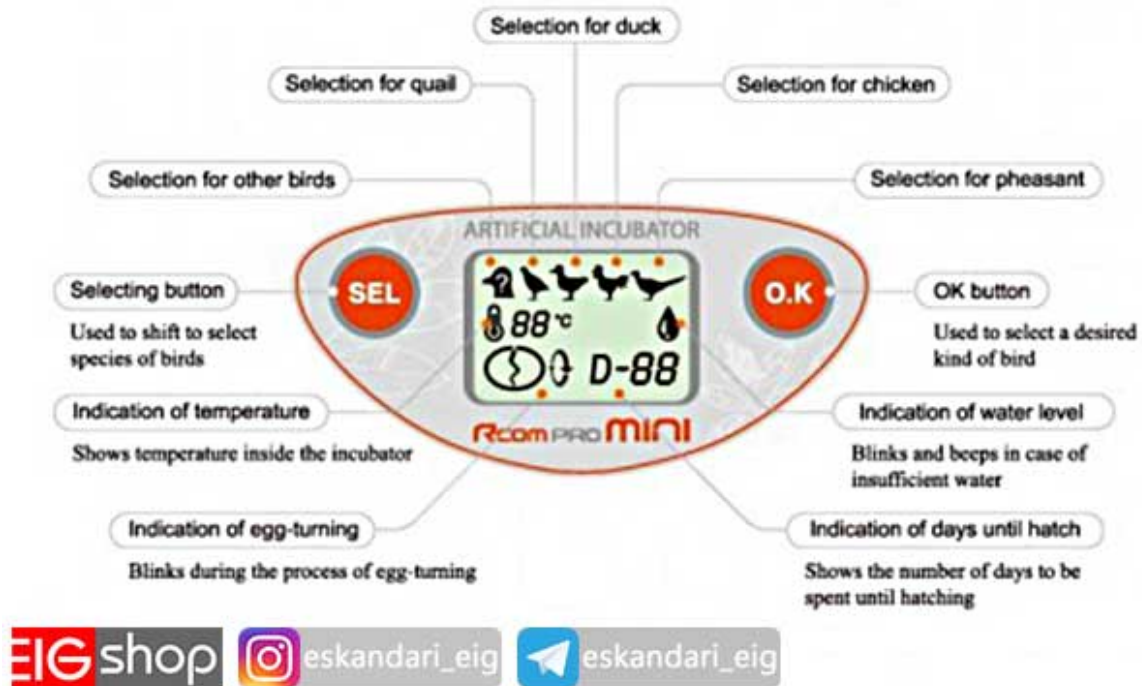 Selection for duck
Selection for quail
Selection for chicken
Selection for other birds
Selection for pheasant
ARTIFICIAL INCUBATOR
?
Selecting button
SEL
O.K
OK button
Used to shift to select
species of birds
Used to select a desired
kind of bird
88 °C
D-88
Indication of temperature
Rcom PRO MINI
Indication of water level
Shows temperature inside the incubator
Blinks and beeps in case of
insufficient water
Indication of egg-turning
Indication of days until hatch
Blinks during the process of egg-turning
Shows the number of days to be
spent until hatching
EIG shop
eskandari_eig
eskandari_eig